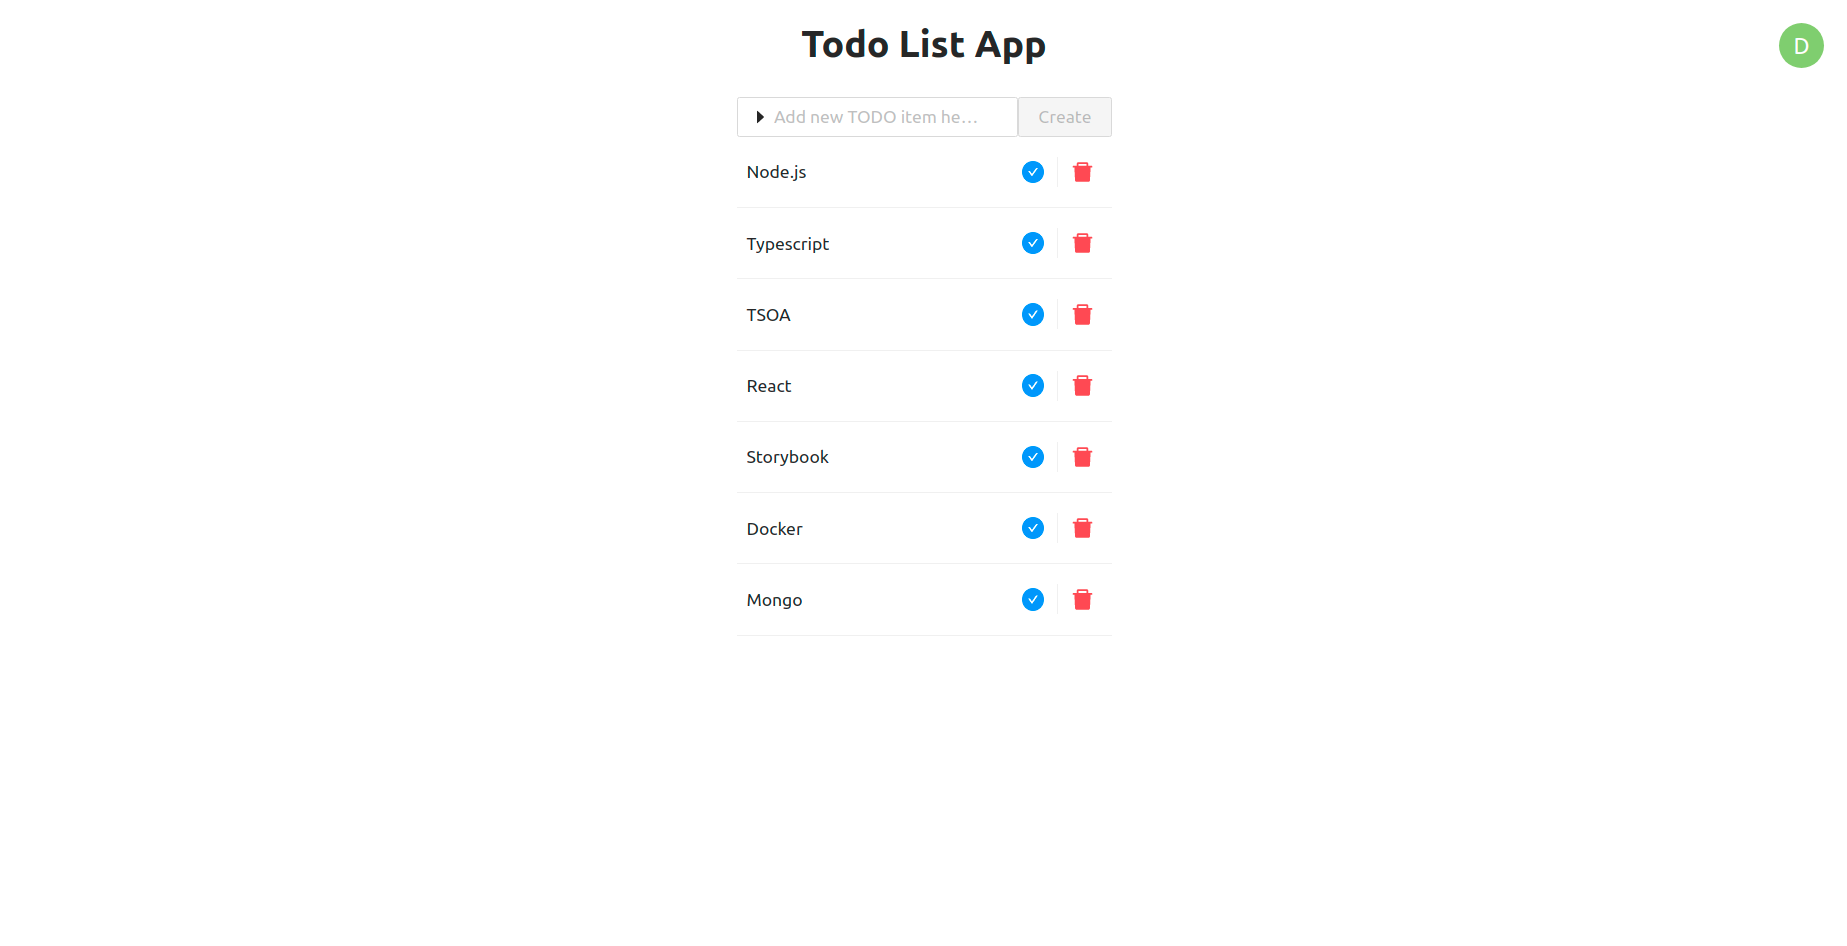 Todo List App
D
Add new TODO item he...
Create
Node.js
Typescript
TSOA
React
Storybook
Docker
Mongo